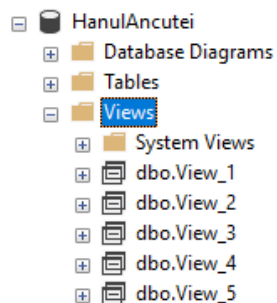 HanulAncutei
Database Diagrams
Tables
Views
System Views
dbo.View_1
dbo.View_2
dbo.View_3
dbo.View_4
dbo.View_5